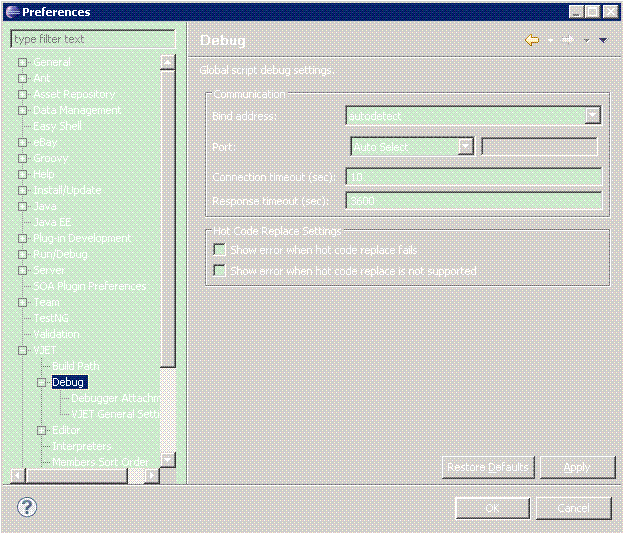 Preferences
type filter text
General
Ant
Asset Repository
Data Management
Easy Shell
eBay
Groovy
Help
Install/Update
Java
Java EE
Plug-in Development
Run/Debug
Server
SOA Plugin Preferences
Team
TestNG
Validation
VJET
Build Path
Debug
Debugger Attachm
VJET General Sett
Editor
Interpreters
Members Sort Order
Debug
Global script debug settings.
Communication
Bind address: autodetect
Port: Auto Select
Connection timeout (sec): 10
Response timeout (sec): 3600
Hot Code Replace Settings
Show error when hot code replace fails
Show error when hot code replace is not supported
Restore Defaults Apply
? OK Cancel